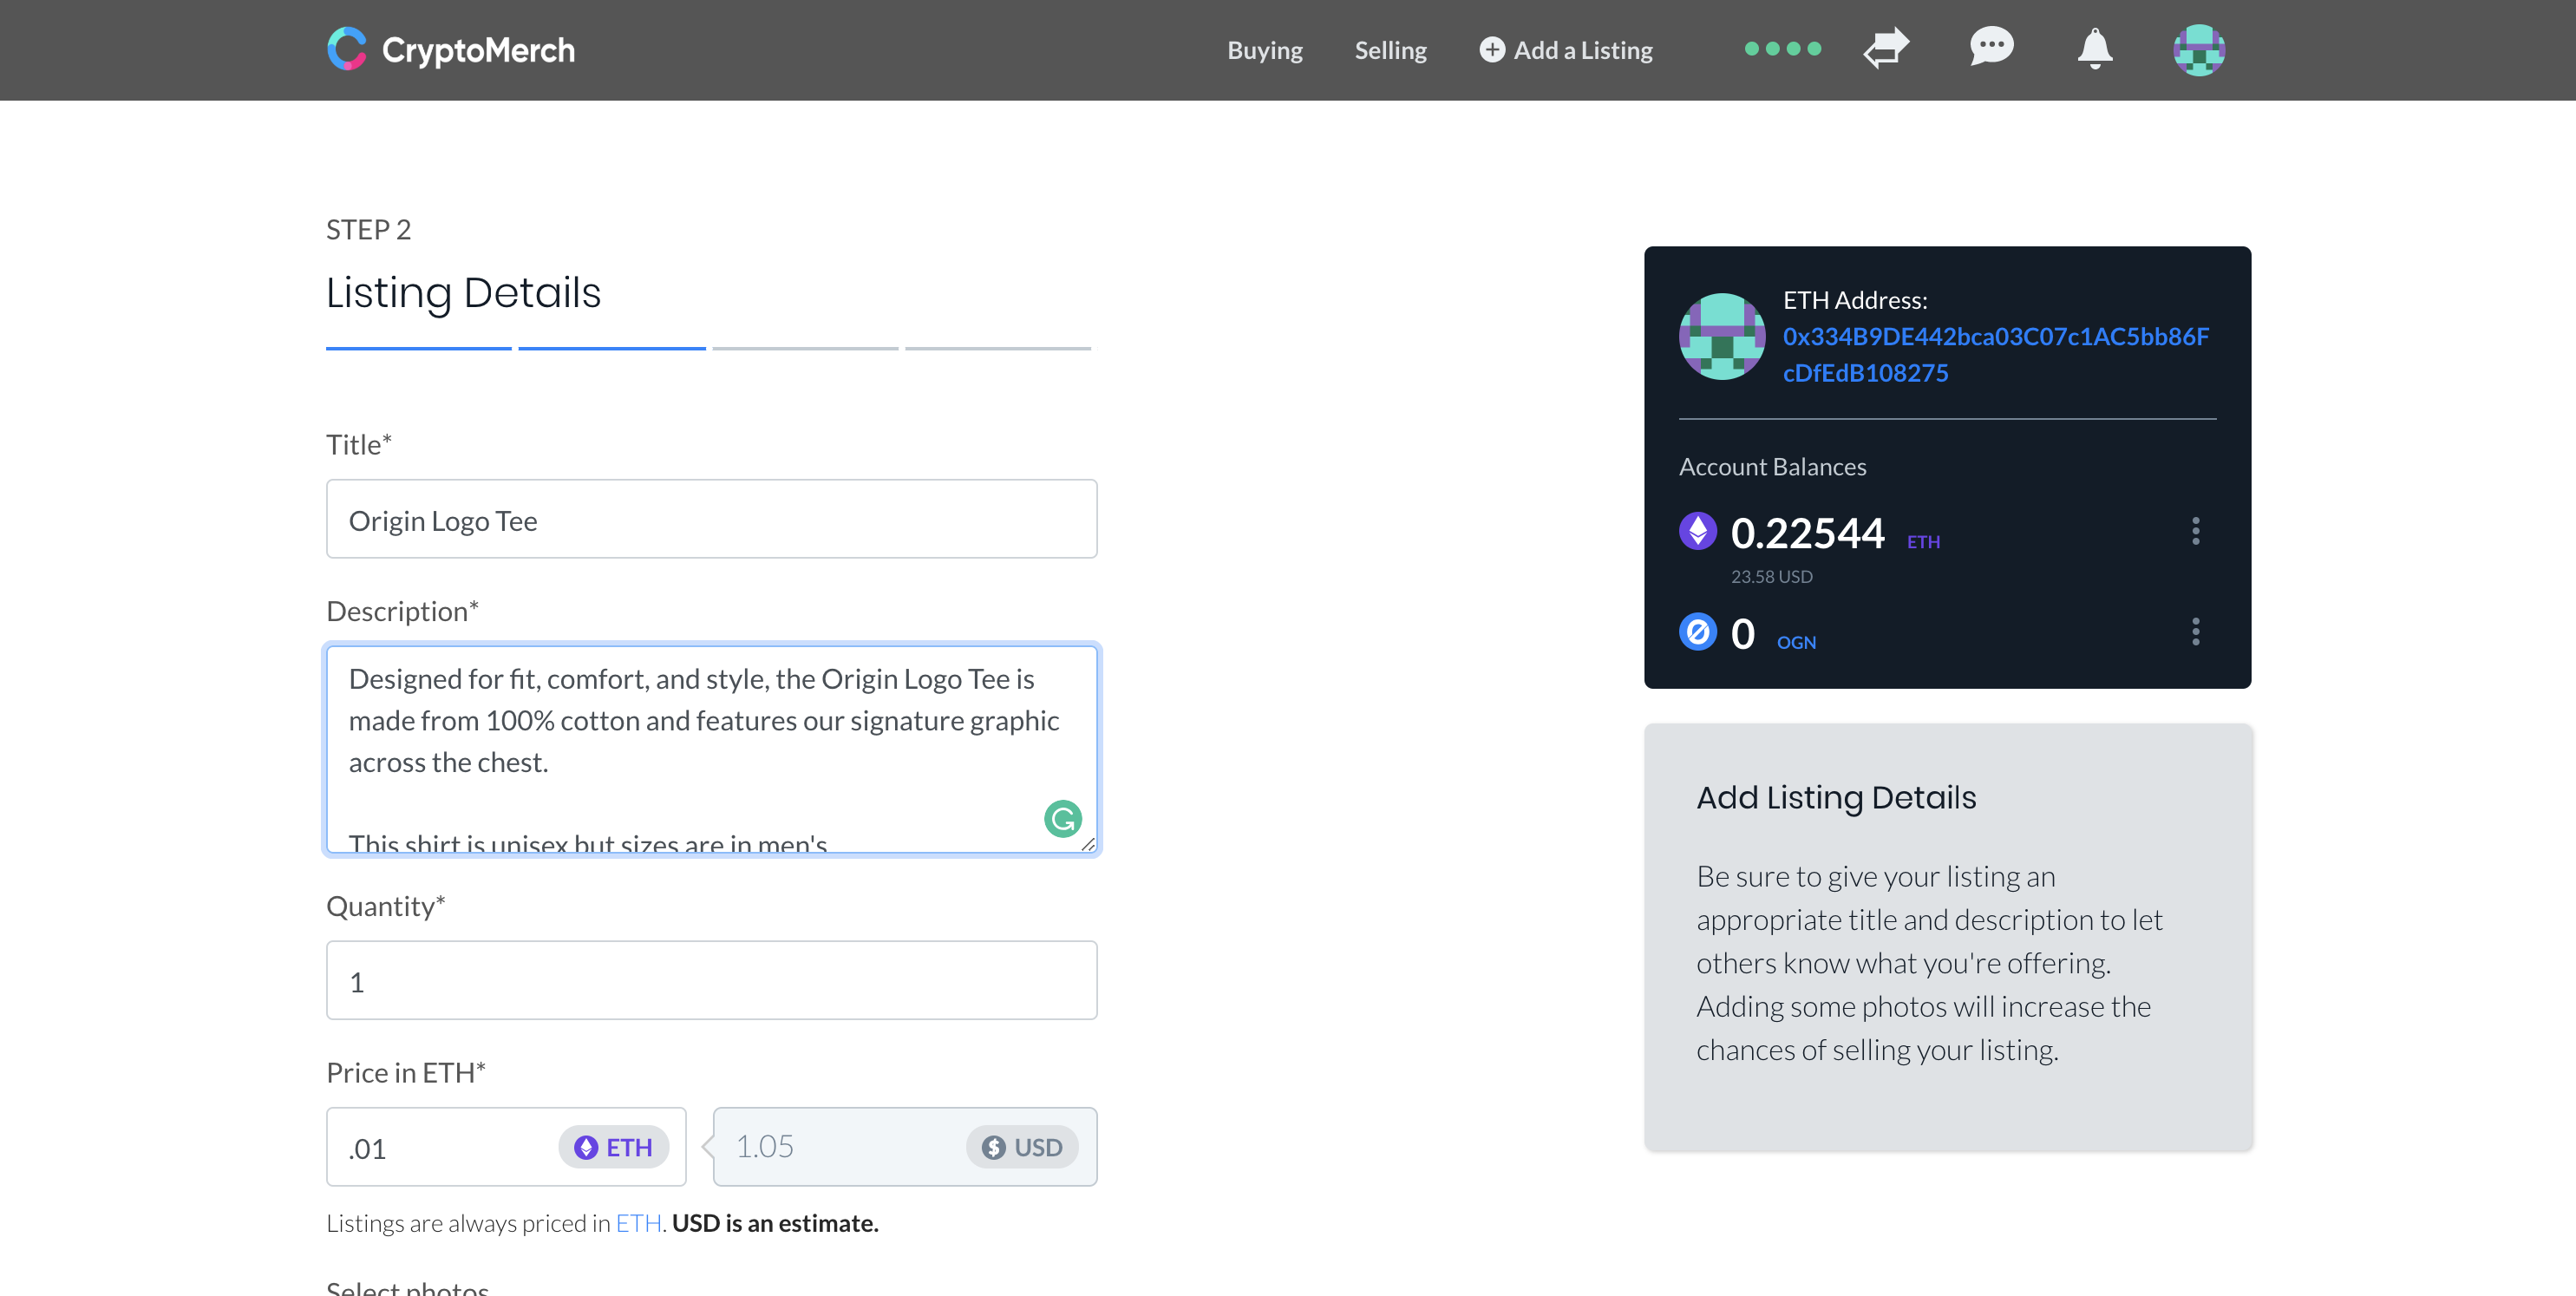 CryptoMerch
Buying
Selling
Add a Listing
STEP 2
Listing Details
Title*
Origin Logo Tee
Description*
Designed for fit, comfort, and style, the Origin Logo Tee is
made from 100% cotton and features our signature graphic
across the chest.
This shirt is unisex but sizes are in men's
Quantity*
1
Price in ETH*
.01
ETH
1.05
USD
Listings are always priced in ETH. USD is an estimate.
Select photos
ETH Address:
0x334B9DE442bca03C07c1AC5bb86F
cDfEdB108275
Account Balances
0.22544 ETH
23.58 USD
0 OGN
Add Listing Details
Be sure to give your listing an
appropriate title and description to let
others know what you're offering.
Adding some photos will increase the
chances of selling your listing.